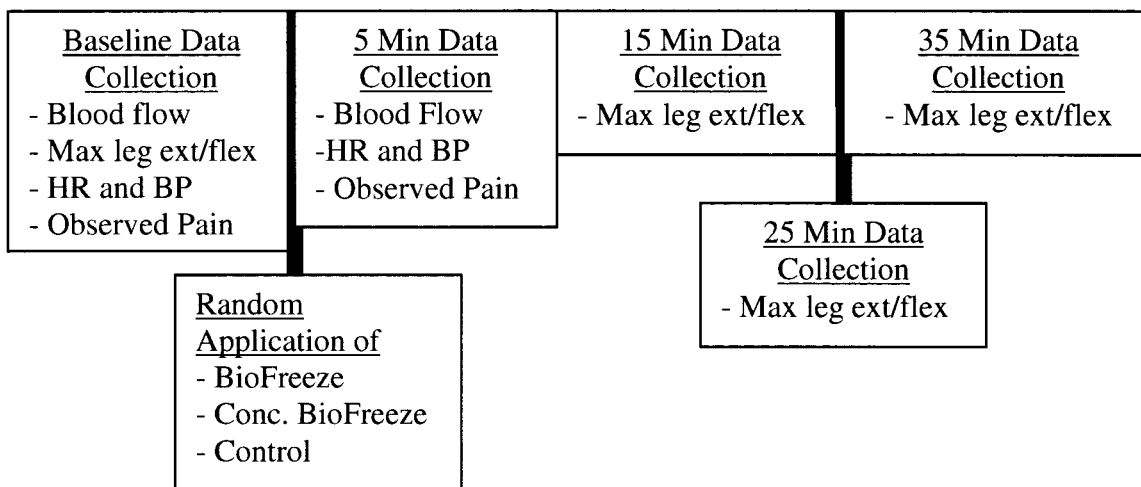 Baseline Data
Collection
- Blood flow
- Max leg ext/flex
- HR and BP
- Observed Pain
Random
Application of
- BioFreeze
- Conc. BioFreeze
- Control
5 Min Data
Collection
- Blood Flow
-HR and BP
- Observed Pain
15 Min Data
Collection
- Max leg ext/flex
25 Min Data
Collection
- Max leg ext/flex
35 Min Data
Collection
- Max leg ext/flex